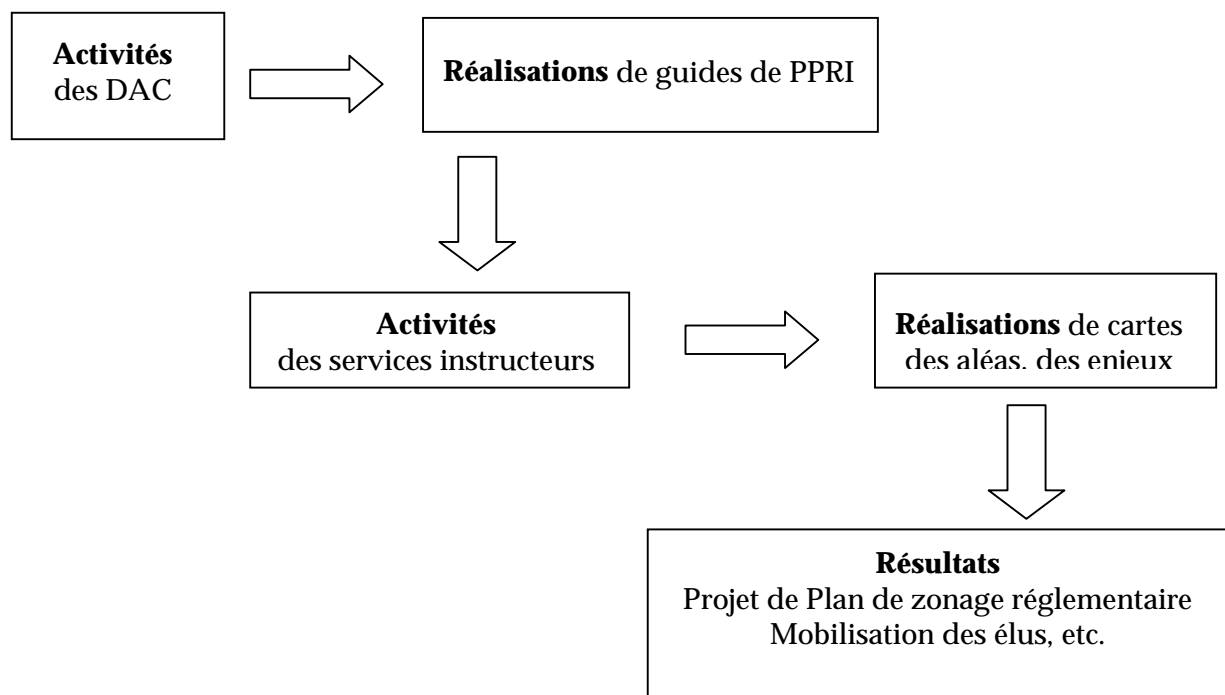 Activités
des DAC
Réalisations de guides de PPRI
Activités
des services instructeurs
Réalisations de cartes
des aléas, des enjeux
Résultats
Projet de Plan de zonage réglementaire
Mobilisation des élus, etc.